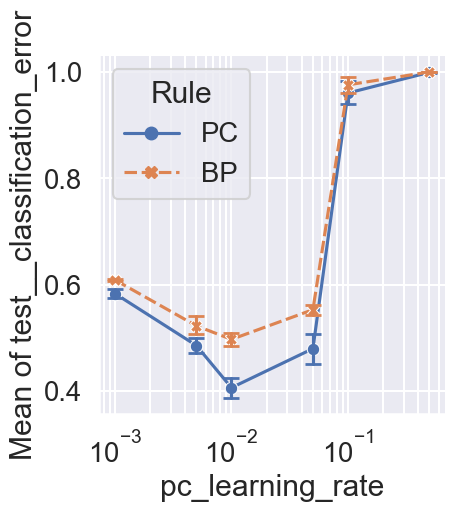 Mean of test__classification_error
1.0
0.8
0.6
0.4
Rule
PC
BP
10⁻³ 10⁻² 10⁻¹
pc_learning_rate